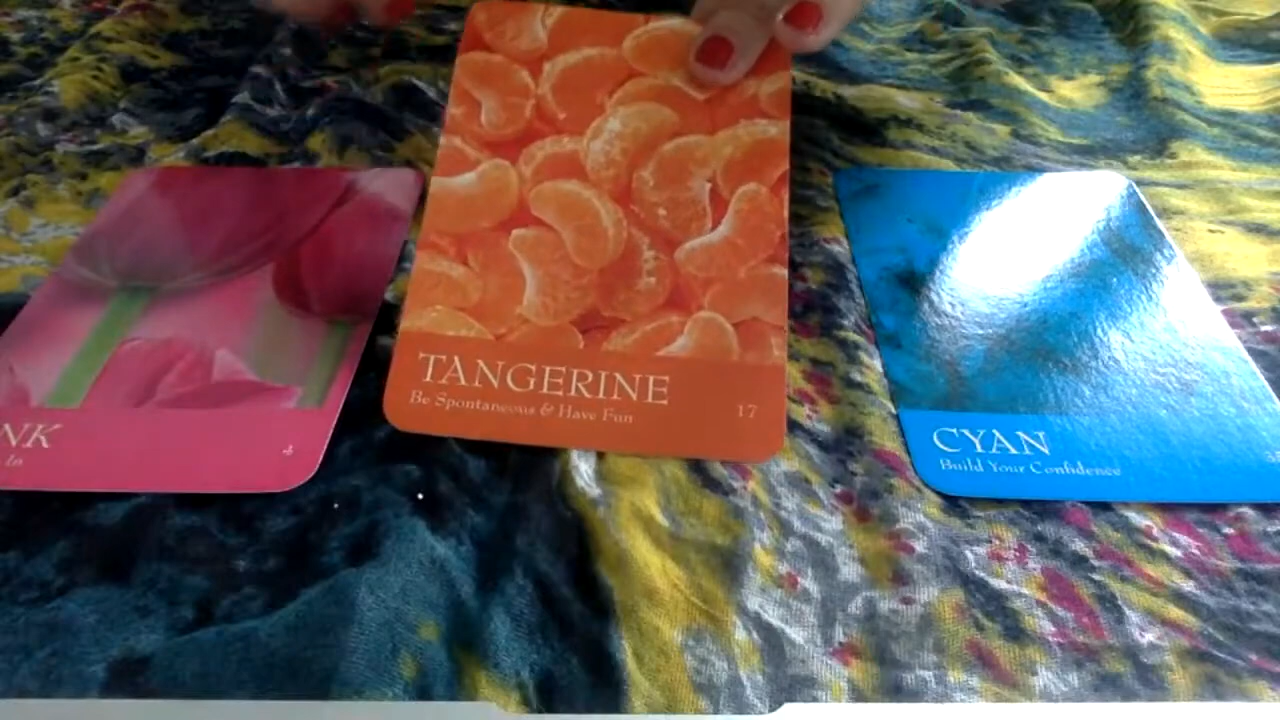 NK
4
TANGERINE
Be Spontaneous & Have Fun
17
CYAN
Build Your Confidence